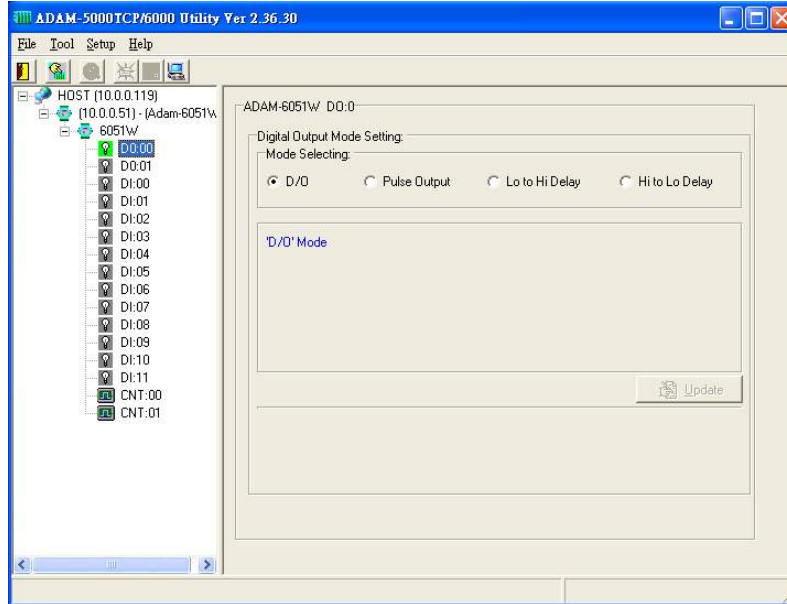 ADAM-5000TCP/6000 Utility Ver 2.36.30
File Tool Setup Help
HOST (10.0.0.119)
(10.0.0.51) - (Adam-6051W
6051W
DO:00
DO:01
DI:00
DI:01
DI:02
DI:03
DI:04
DI:05
DI:06
DI:07
DI:08
DI:09
DI:10
DI:11
CNT:00
CNT:01
ADAM-6051W DO:0
Digital Output Mode Setting:
Mode Selecting:
D/O Pulse Output Lo to Hi Delay Hi to Lo Delay
'D/O' Mode
Update